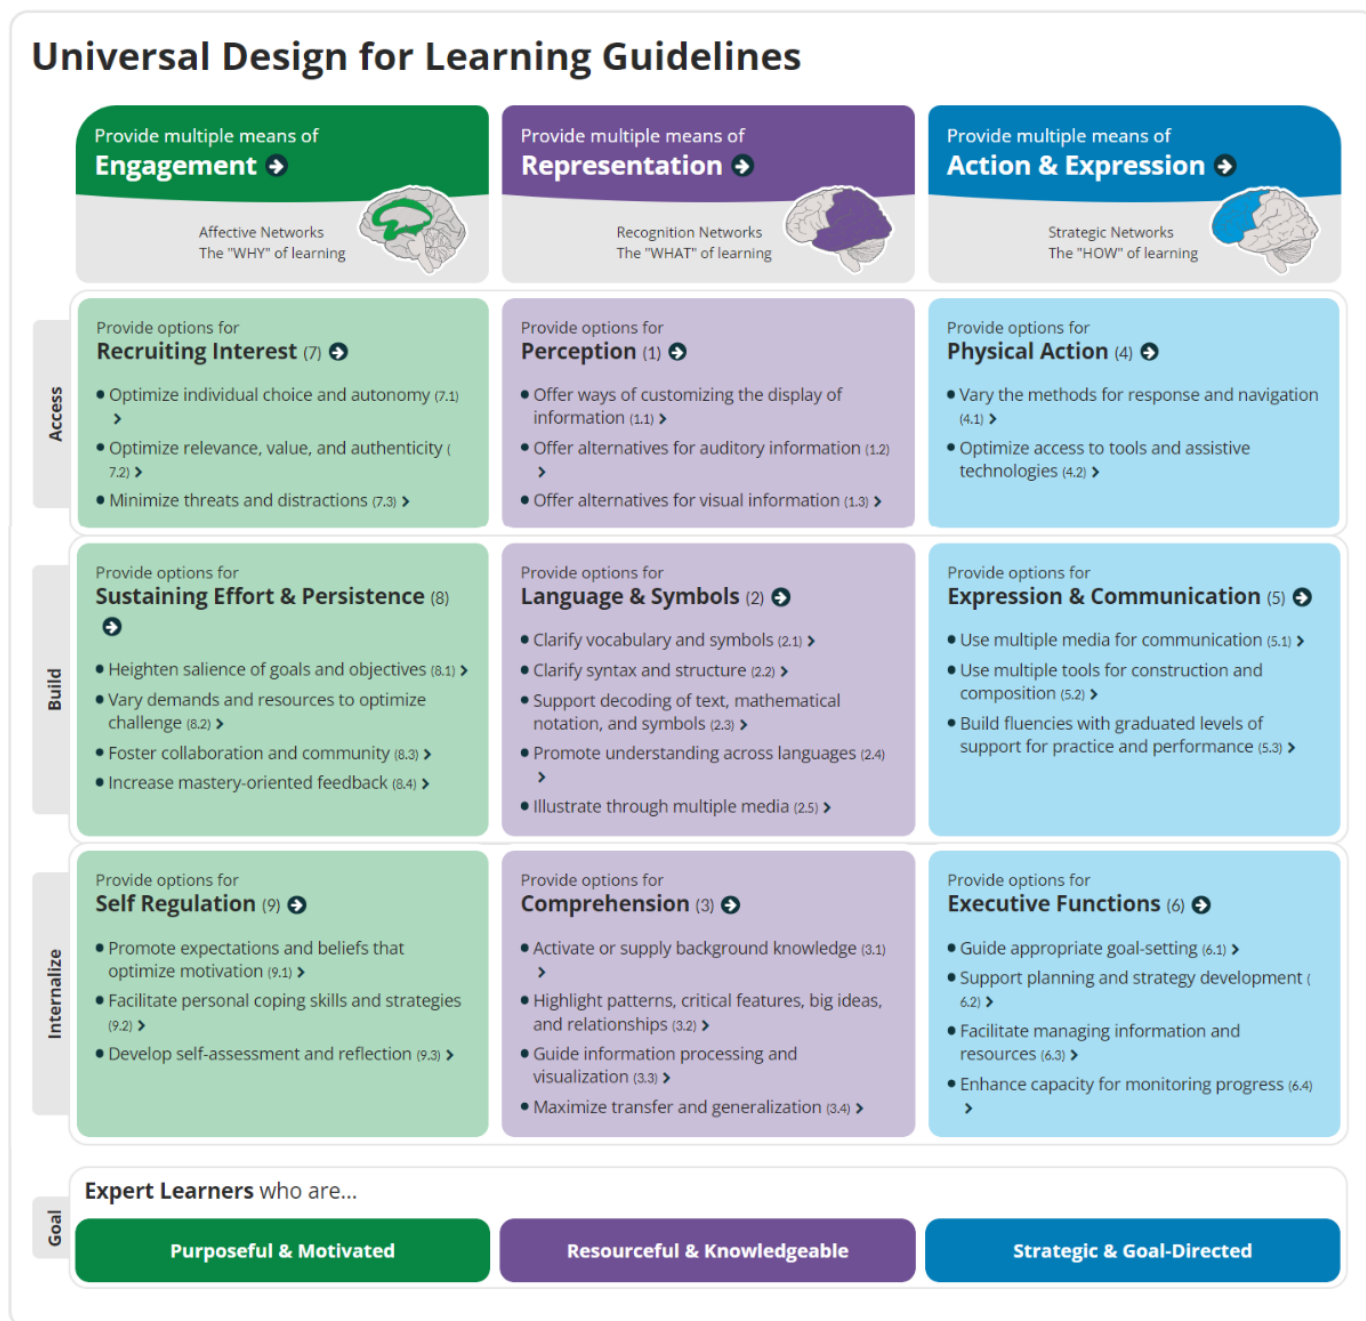 Universal Design for Learning Guidelines
Provide multiple means of
Engagement
Affective Networks
The "WHY" of learning
Provide multiple means of
Representation
Recognition Networks
The "WHAT" of learning
Provide multiple means of
Action & Expression
Strategic Networks
The "HOW" of learning
Access
Provide options for
Recruiting Interest (7)
• Optimize individual choice and autonomy (7.1)
• Optimize relevance, value, and authenticity (
7.2)
• Minimize threats and distractions (7.3)
Provide options for
Perception (1)
• Offer ways of customizing the display of
information (1.1)
• Offer alternatives for auditory information (1.2)
• Offer alternatives for visual information (1.3)
Provide options for
Physical Action (4)
• Vary the methods for response and navigation
(4.1)
• Optimize access to tools and assistive
technologies (4.2)
Build
Provide options for
Sustaining Effort & Persistence (8)
• Heighten salience of goals and objectives (8.1)
• Vary demands and resources to optimize
challenge (8.2)
• Foster collaboration and community (8.3)
• Increase mastery-oriented feedback (8.4)
Provide options for
Language & Symbols (2)
• Clarify vocabulary and symbols (2.1)
• Clarify syntax and structure (2.2)
• Support decoding of text, mathematical
notation, and symbols (2.3)
• Promote understanding across languages (2.4)
• Illustrate through multiple media (2.5)
Provide options for
Expression & Communication (5)
• Use multiple media for communication (5.1)
• Use multiple tools for construction and
composition (5.2)
• Build fluencies with graduated levels of
support for practice and performance (5.3)
Internalize
Provide options for
Self Regulation (9)
• Promote expectations and beliefs that
optimize motivation (9.1)
• Facilitate personal coping skills and strategies
(9.2)
• Develop self-assessment and reflection (9.3)
Provide options for
Comprehension (3)
• Activate or supply background knowledge (3.1)
• Highlight patterns, critical features, big ideas,
and relationships (3.2)
• Guide information processing and
visualization (3.3)
• Maximize transfer and generalization (3.4)
Provide options for
Executive Functions (6)
• Guide appropriate goal-setting (6.1)
• Support planning and strategy development (
6.2)
• Facilitate managing information and
resources (6.3)
• Enhance capacity for monitoring progress (6.4)
Goal
Expert Learners who are...
Purposeful & Motivated
Resourceful & Knowledgeable
Strategic & Goal-Directed